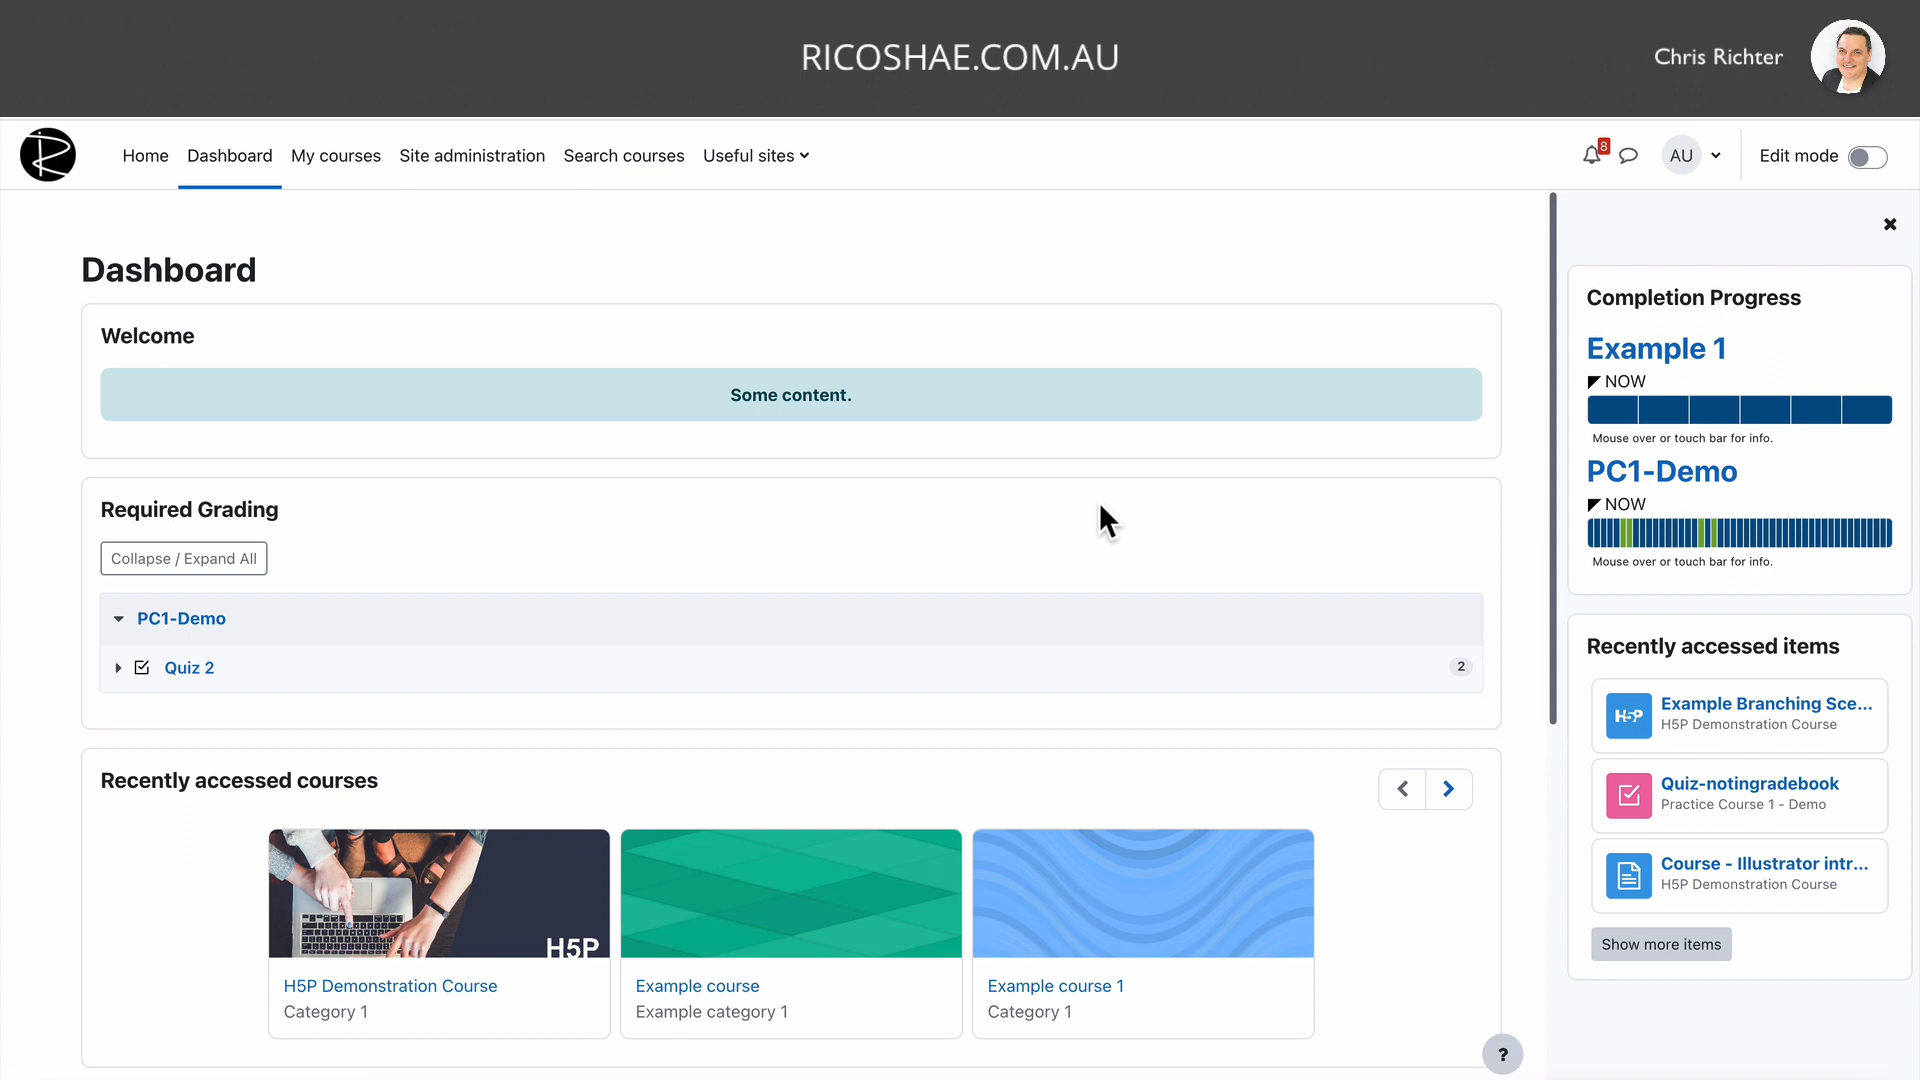 RICOSHAE.COM.AU
Chris Richter
Home Dashboard My courses Site administration Search courses Useful sites
8
AU
Edit mode
Dashboard
Welcome
Some content.
Required Grading
Collapse / Expand All
PC1-Demo
Quiz 2
2
Recently accessed courses
H5P
H5P Demonstration Course
Category 1
Example course
Example category 1
Example course 1
Category 1
Completion Progress
Example 1
NOW
Mouse over or touch bar for info.
PC1-Demo
NOW
Mouse over or touch bar for info.
Recently accessed items
H5P
Example Branching Sce...
H5P Demonstration Course
Quiz-notingradebook
Practice Course 1 - Demo
Course - Illustrator intr...
H5P Demonstration Course
Show more items
?